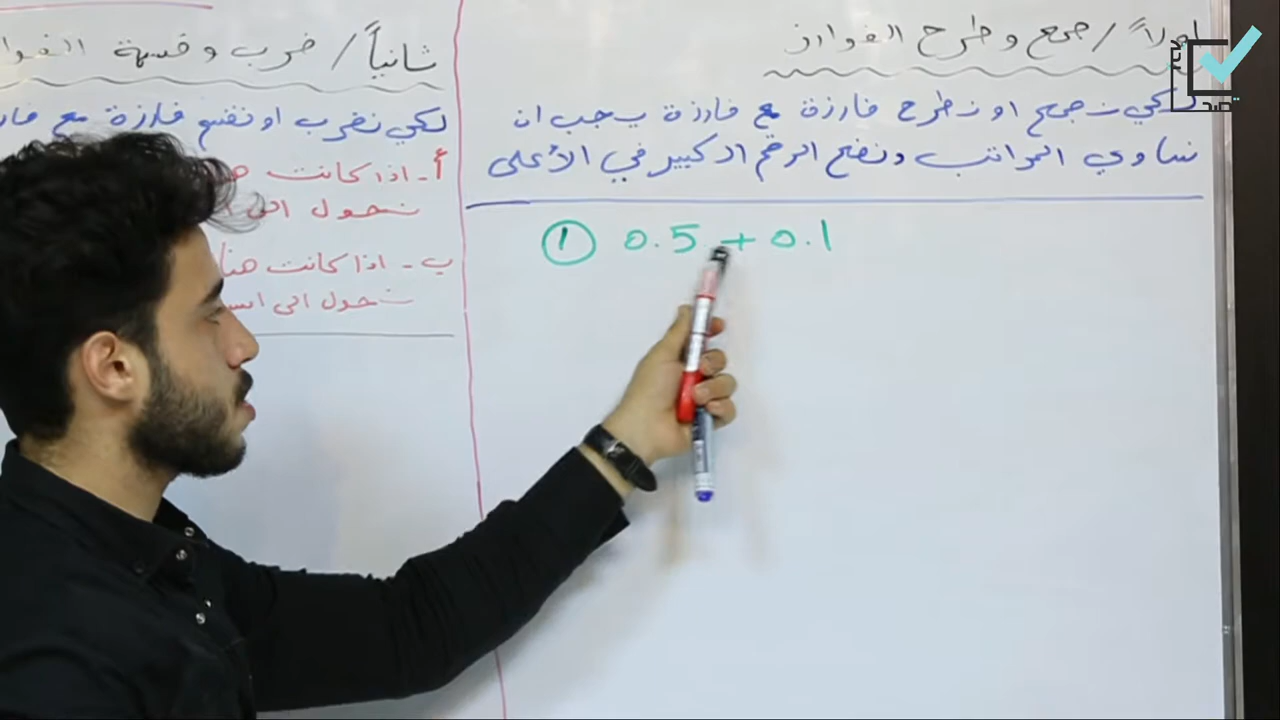 اولاً / جمع وطرح الفوارز
لكي نجمع او نطرح فارزة مع فارزة يجب ان
نساوي المراتب ونضع الرقم الكبير في الأعلى
① 0.5 + 0.1
ثانياً / ضرب وقسمة
لكي نضرب او نقسم فارزة مع
أ - اذا كانت
نحول الى
ب - اذا كانت
نحول الى